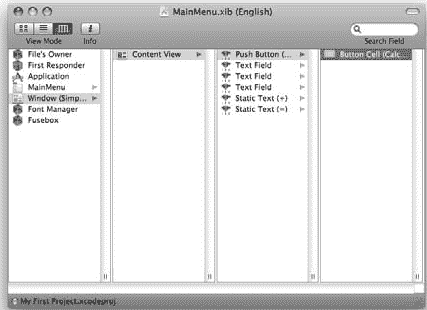 MainMenu.xib (English)
View Mode
Info
Search Field
File's Owner
First Responder
Application
MainMenu
Window (Simp...
Font Manager
Fusebox
Content View
Push Button (...
Text Field
Text Field
Text Field
Static Text (+)
Static Text (=)
Button Cell (Calc...
My First Project.xcodeproj